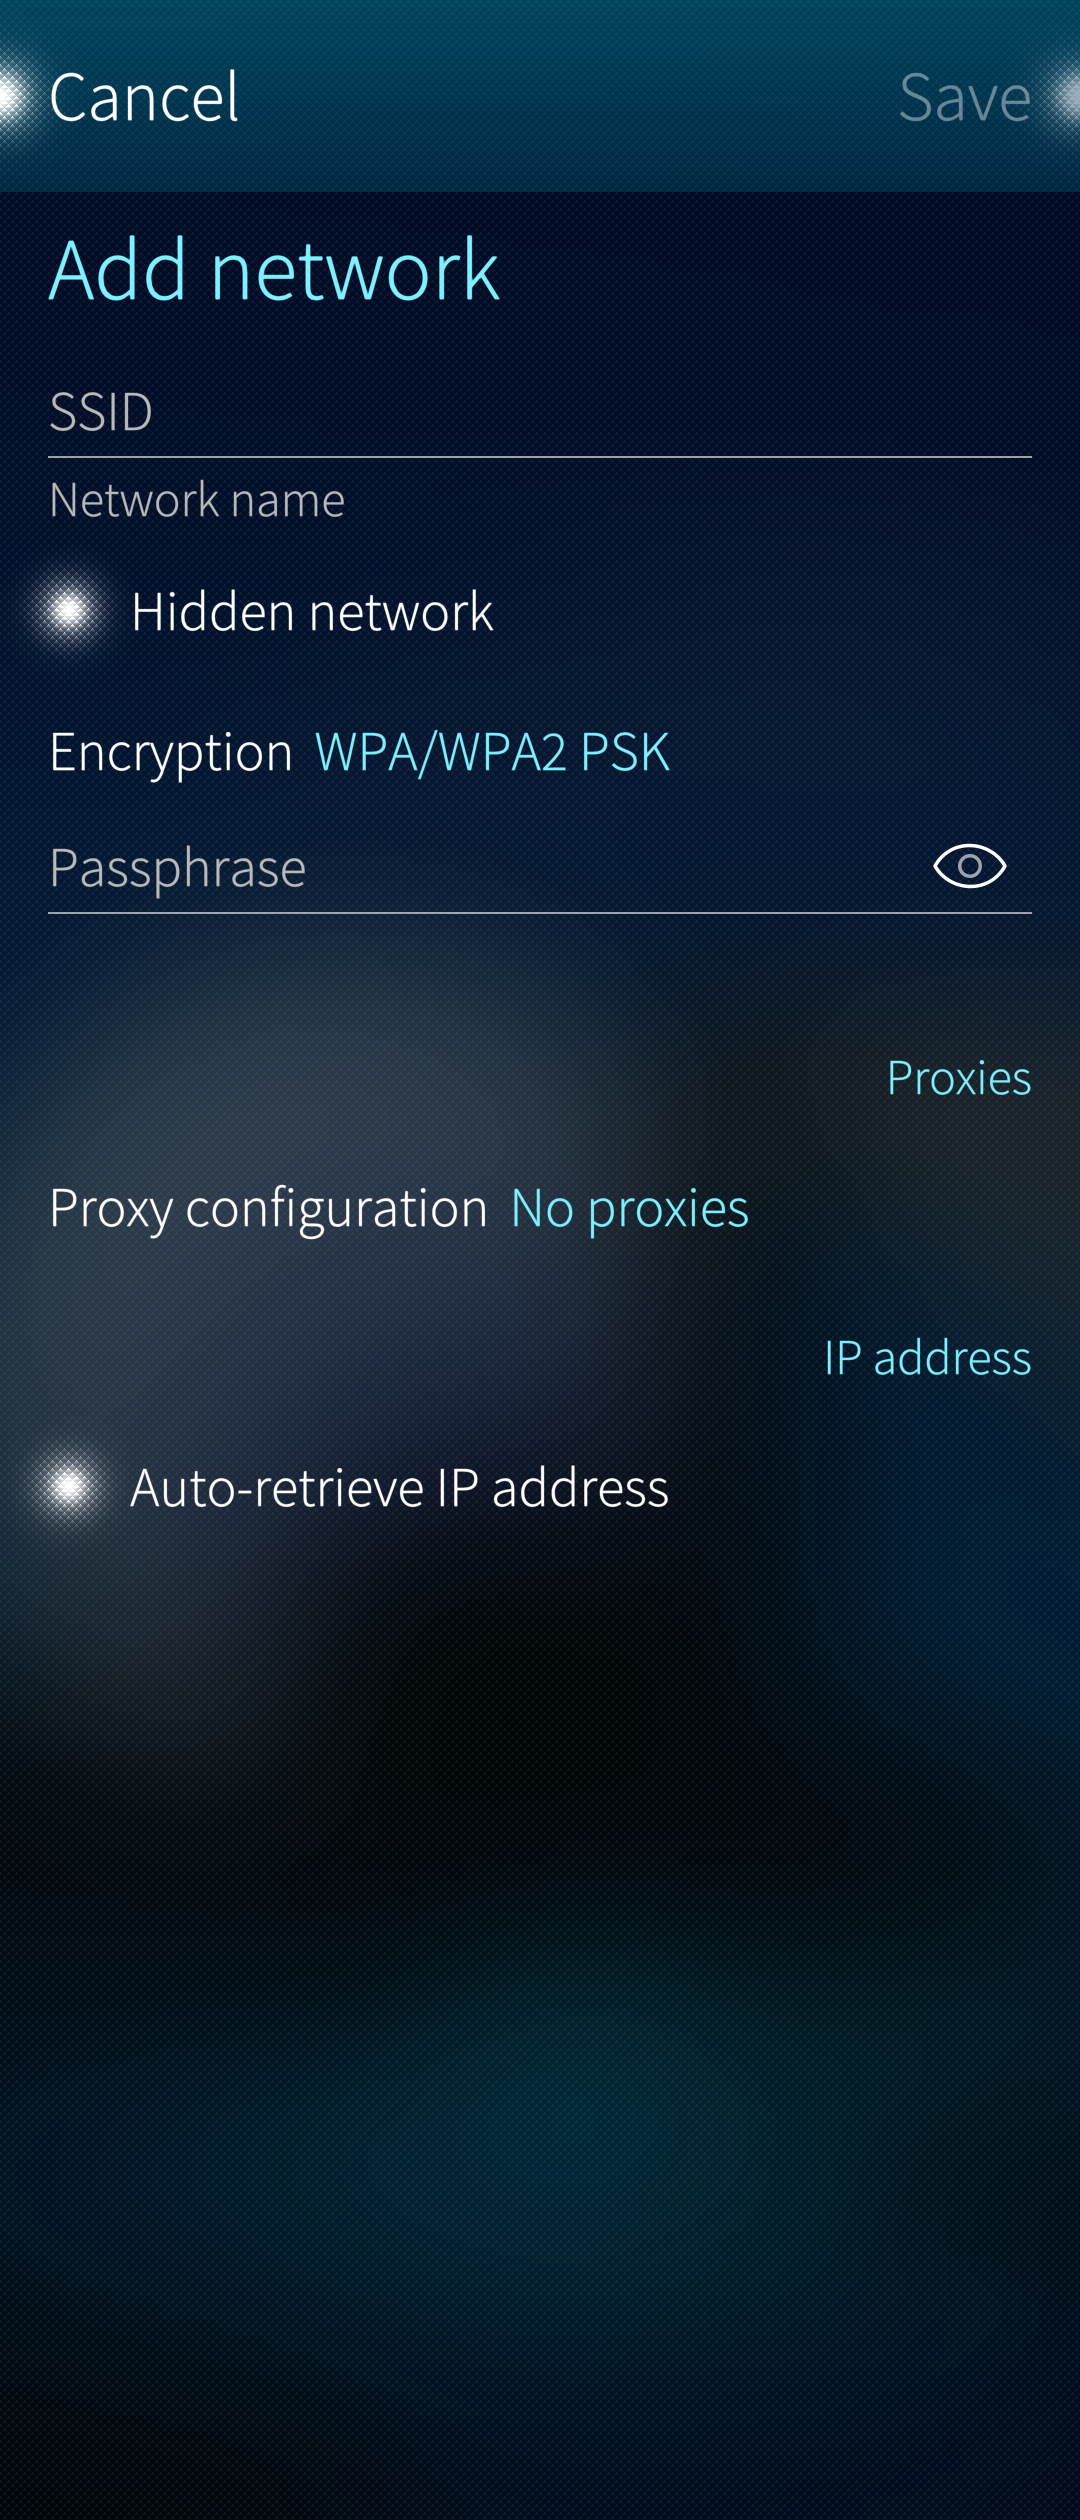 Cancel
Save
Add network
SSID
Network name
Hidden network
Encryption WPA/WPA2 PSK
Passphrase
Proxies
Proxy configuration No proxies
IP address
Auto-retrieve IP address